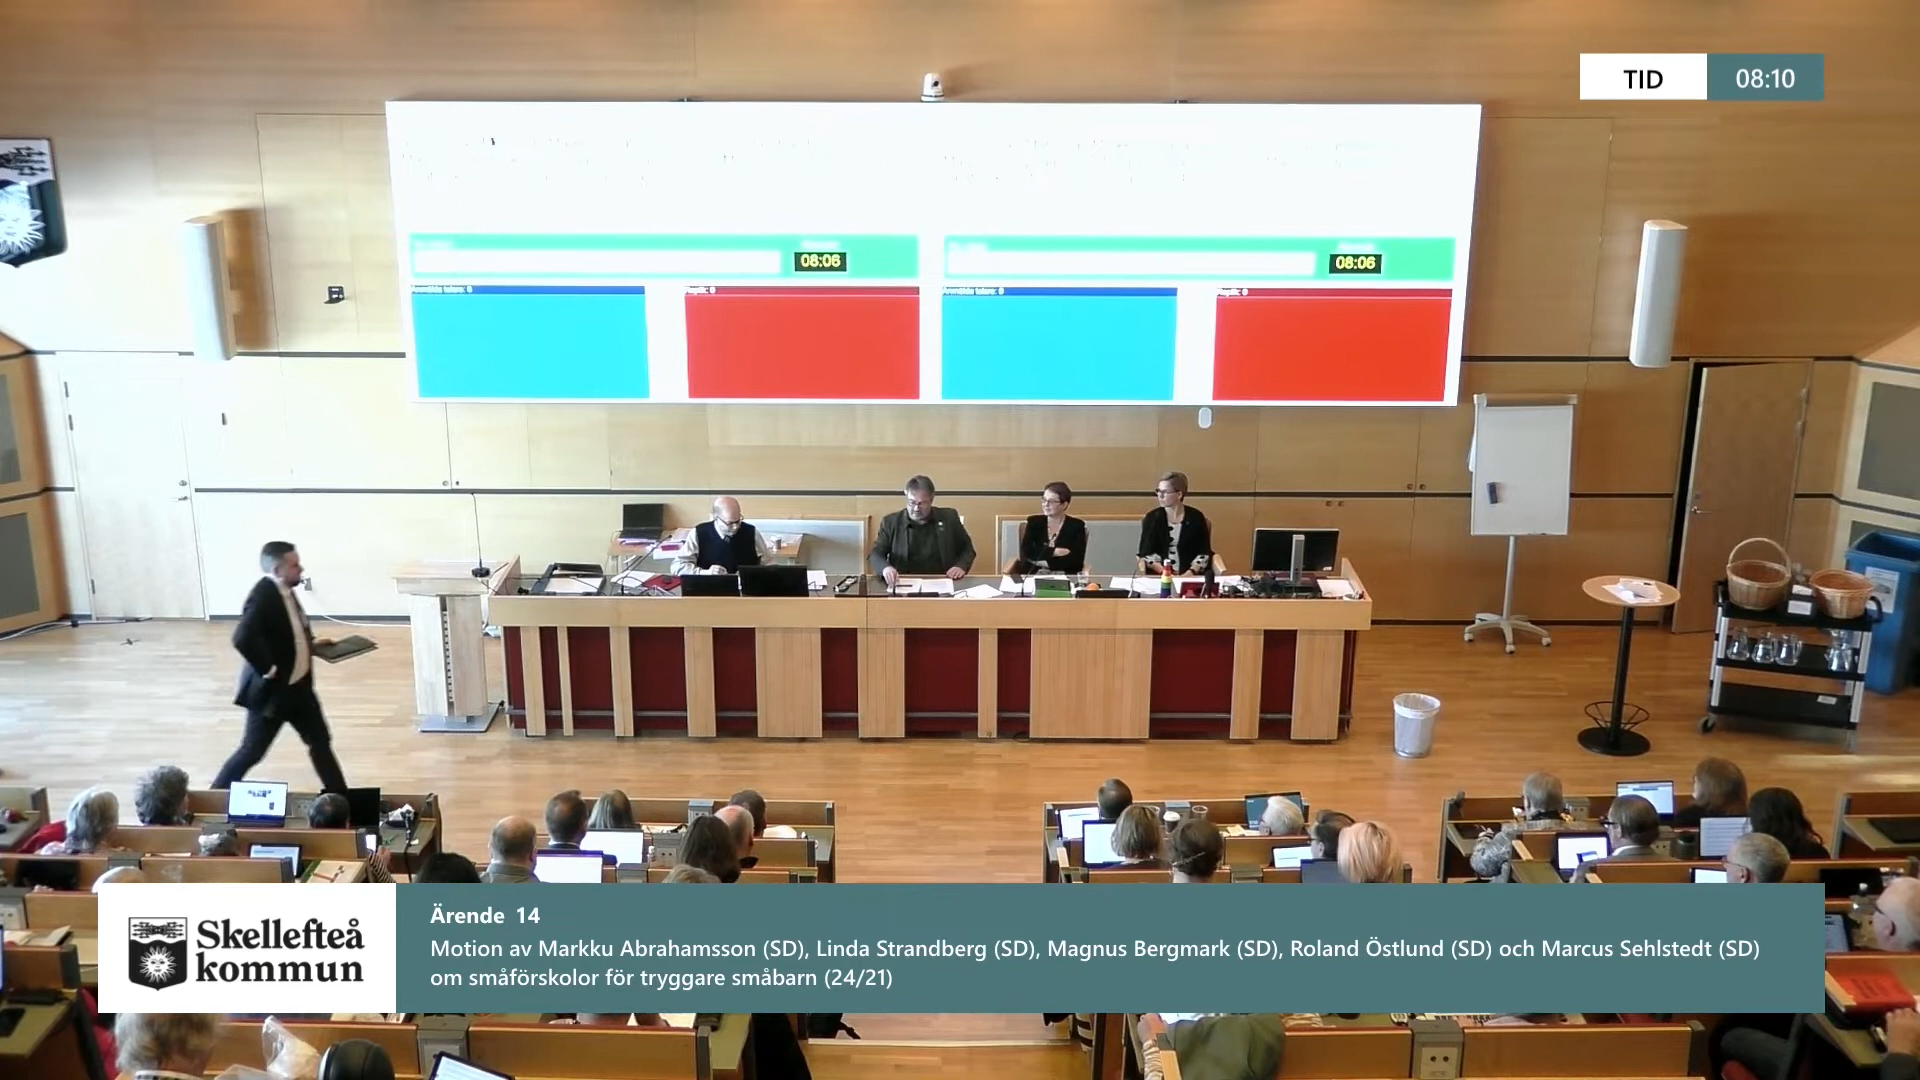 TID 08:10
08:06 08:06
Skellefteå
kommun
Ärende 14
Motion av Markku Abrahamsson (SD), Linda Strandberg (SD), Magnus Bergmark (SD), Roland Östlund (SD) och Marcus Sehlstedt (SD)
om småförskolor för tryggare småbarn (24/21)